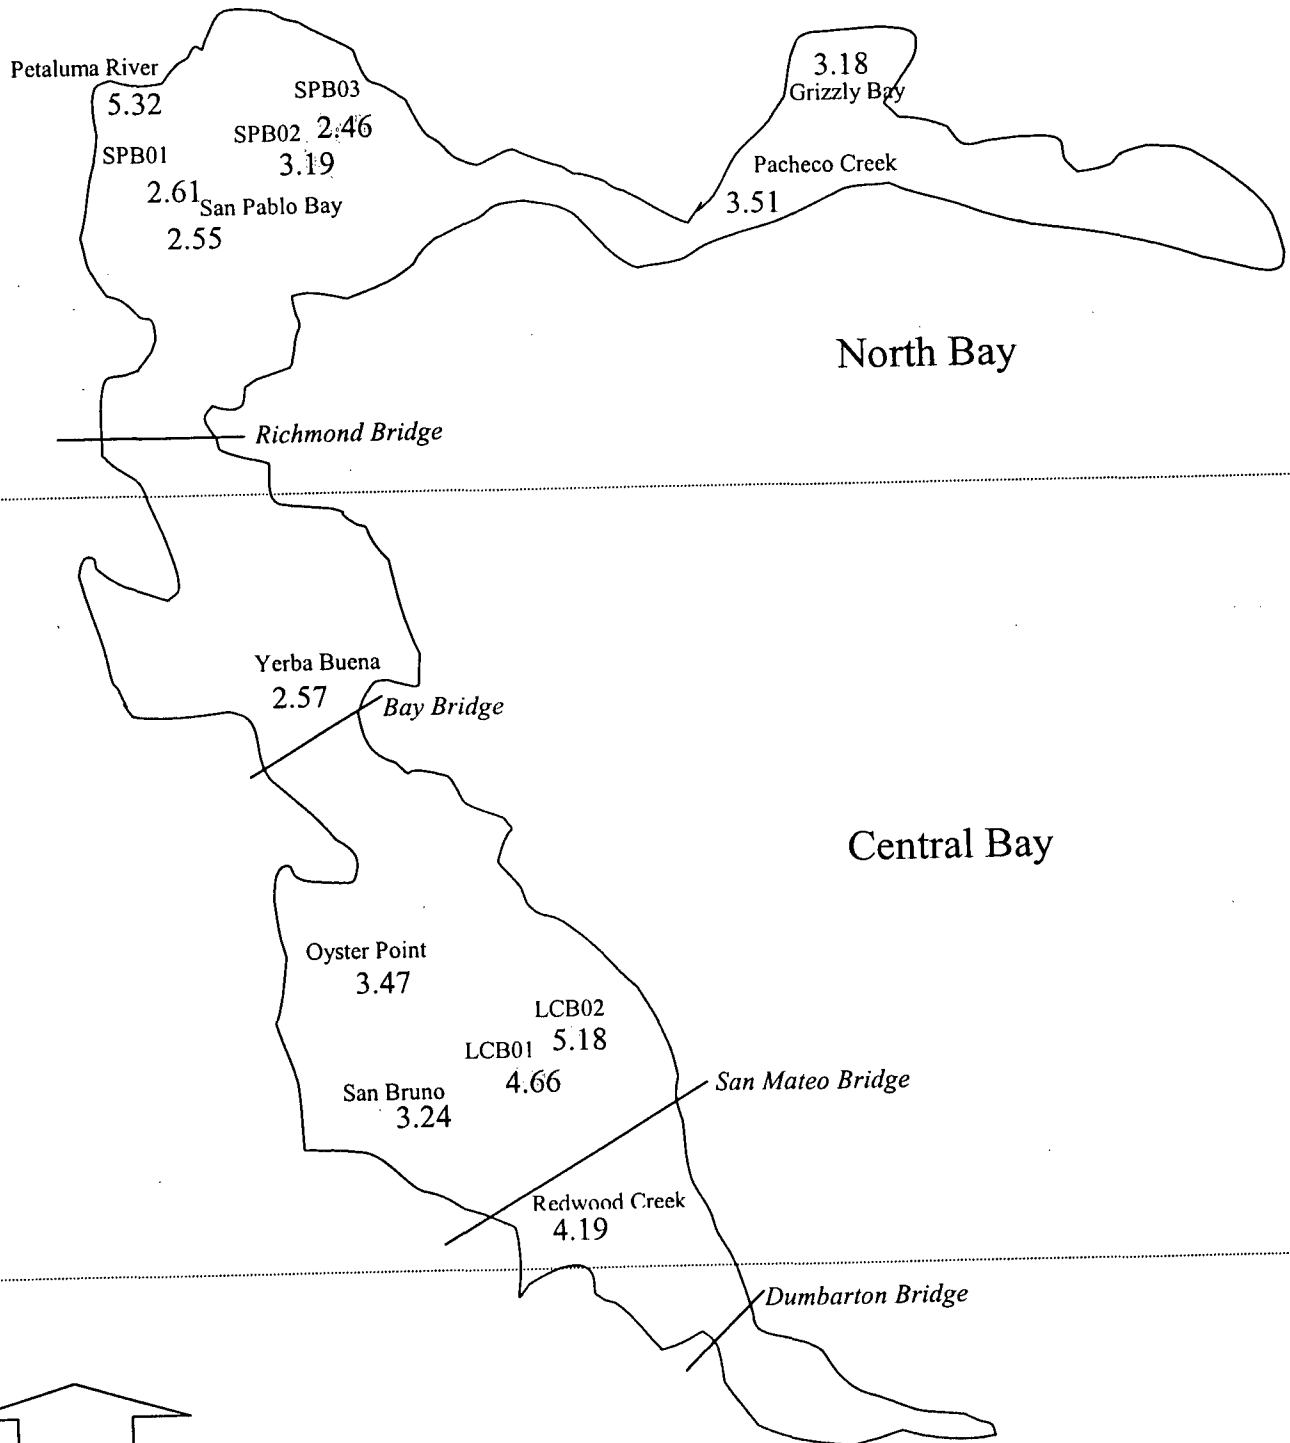 Petaluma River
5.32
3.18
Grizzly Bay
SPB03
2.46
SPB02
3.19
SPB01
2.61
San Pablo Bay
2.55
Pacheco Creek
3.51
North Bay
Richmond Bridge
Yerba Buena
2.57
Bay Bridge
Central Bay
Oyster Point
3.47
LCB02
5.18
LCB01
4.66
San Bruno
3.24
San Mateo Bridge
Redwood Creek
4.19
Dumbarton Bridge